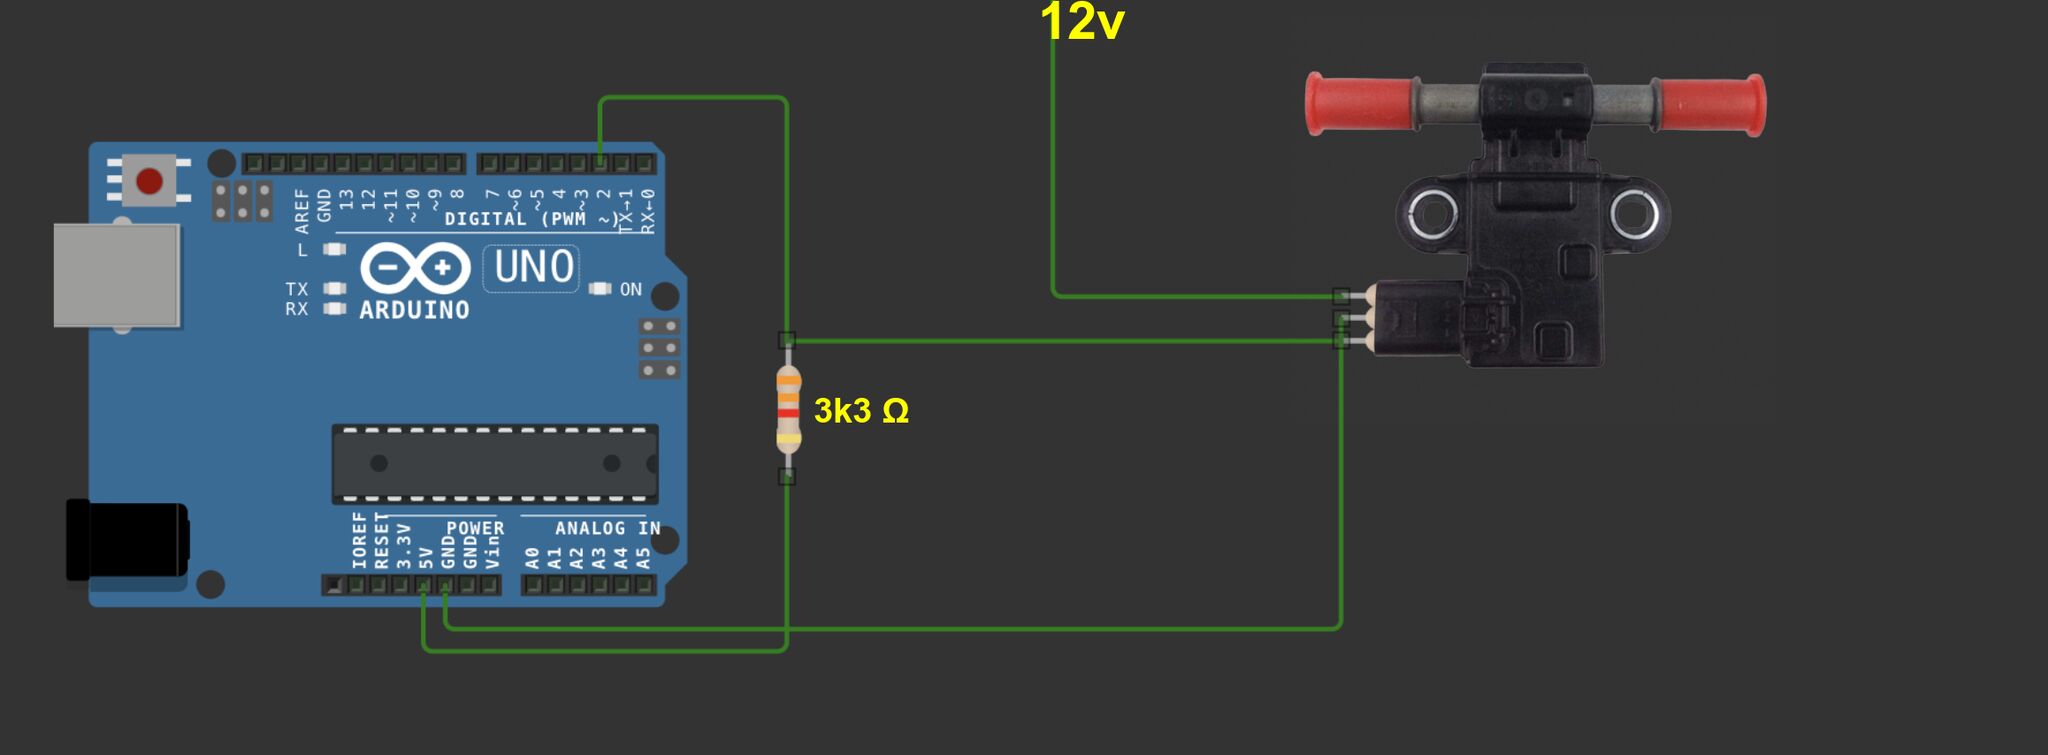 12v
AREF
GND
13
12
~11
~10
~9
8
7
~6
~5
4
~3
2
TX→1
RX←0
DIGITAL (PWM ~)
L
TX
RX
UNO
ON
ARDUINO
3k3 Ω
IOREF
RESET
3.3V
5V
GND
GND
Vin
POWER
ANALOG IN
A0
A1
A2
A3
A4
A5